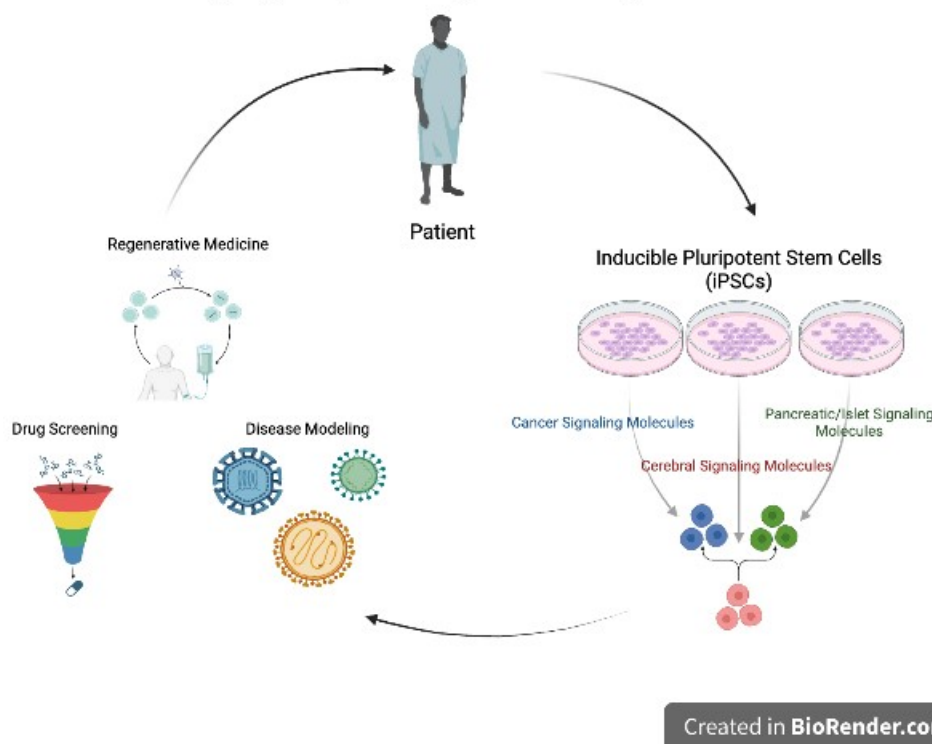 Patient
Regenerative Medicine
Inducible Pluripotent Stem Cells
(iPSCs)
Drug Screening
Disease Modeling
Cancer Signaling Molecules
Pancreatic/Islet Signaling
Molecules
Cerebral Signaling Molecules
Created in BioRender.co